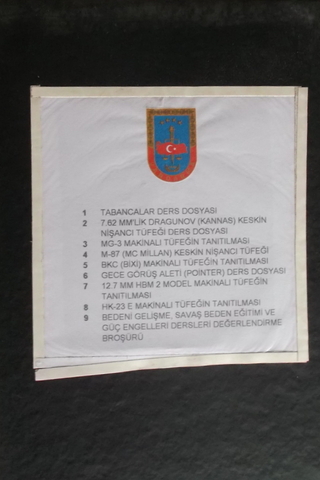 1 TABANCALAR DERS DOSYASI
2 7.62 MM'LİK DRAGUNOV (KANNAS) KESKİN
NİŞANCI TÜFEĞİ DERS DOSYASI
3 MG-3 MAKİNALI TÜFEĞİN TANITILMASI
4 M-87 (MC MİLLAN) KESKİN NİŞANCI TÜFEĞİ
5 BKC (BİXİ) MAKİNALI TÜFEĞİN TANITILMASI
6 GECE GÖRÜŞ ALETİ (POINTER) DERS DOSYASI
7 12.7 MM HBM 2 MODEL MAKİNALI TÜFEĞİN
TANITILMASI
8 HK-23 E MAKİNALI TÜFEĞİN TANITILMASI
9 BEDENİ GELİŞME, SAVAŞ BEDEN EĞİTİMİ VE
GÜÇ ENGELLERİ DERSLERİ DEĞERLENDİRME
BROŞÜRÜ